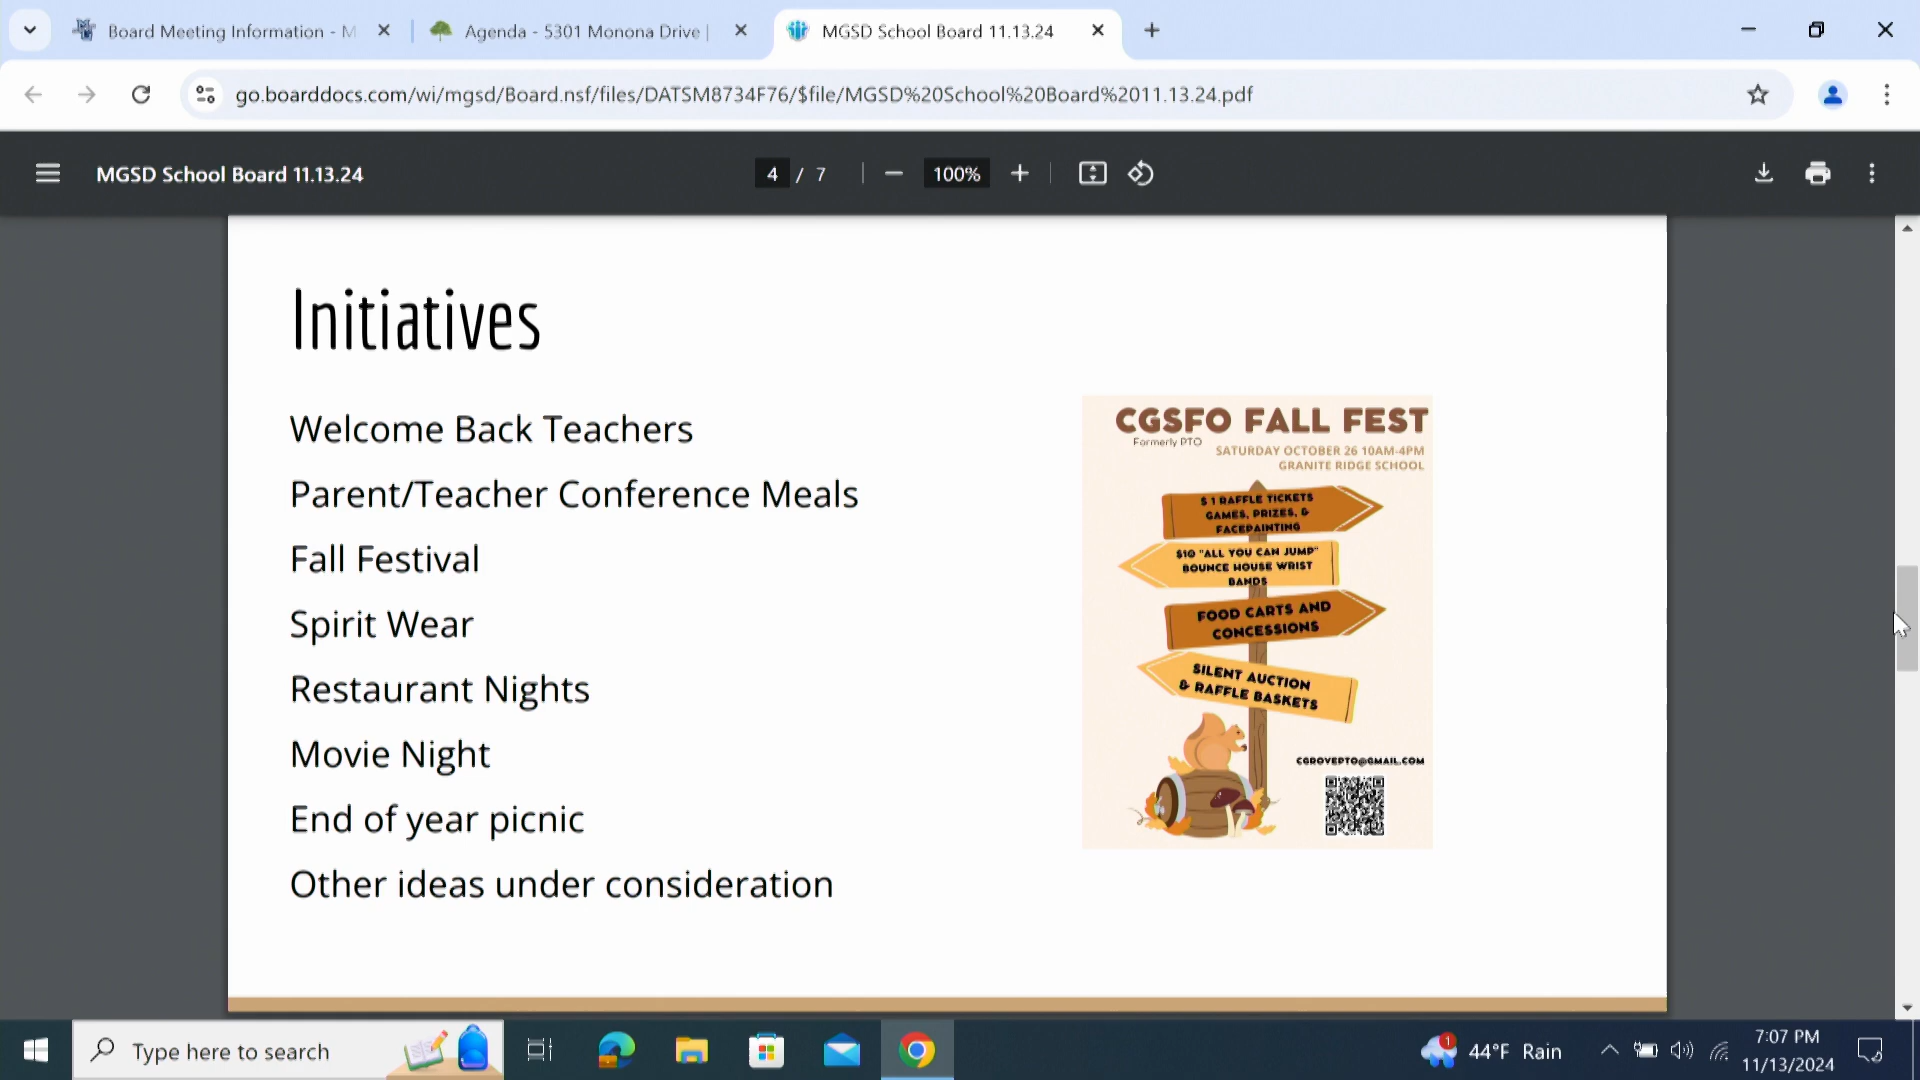 Board Meeting Information - M
Agenda - 5301 Monona Drive |
MGSD School Board 11.13.24
go.boarddocs.com/wi/mgsd/Board.nsf/files/DATSM8734F76/$file/MGSD%20School%20Board%2011.13.24.pdf
MGSD School Board 11.13.24
4 / 7
100%
Initiatives
Welcome Back Teachers
Parent/Teacher Conference Meals
Fall Festival
Spirit Wear
Restaurant Nights
Movie Night
End of year picnic
Other ideas under consideration
CGSFO FALL FEST
Formerly PTO
SATURDAY OCTOBER 26 10AM-4PM
GRANITE RIDGE SCHOOL
$ 1 RAFFLE TICKETS
GAMES, PRIZES, &
FACEPAINTING
$10 "ALL YOU CAN JUMP"
BOUNCE HOUSE WRIST
BANDS
FOOD CARTS AND
CONCESSIONS
SILENT AUCTION
& RAFFLE BASKETS
CGROVEPTO@GMAIL.COM
Type here to search
1
44°F Rain
7:07 PM
11/13/2024